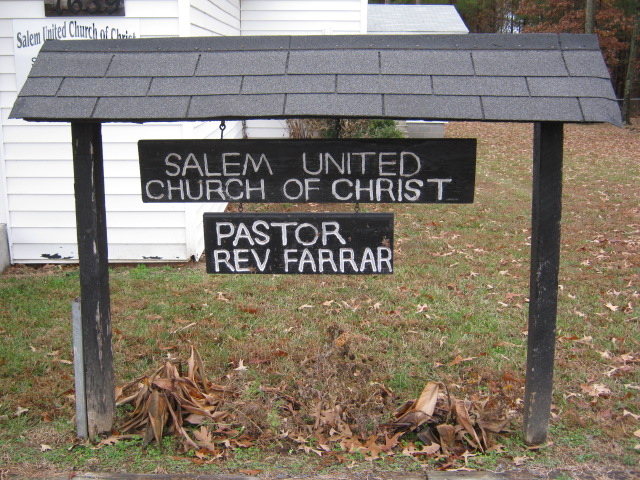 Salem United Church of Christ
SALEM UNITED
CHURCH OF CHRIST
PASTOR
REV FARRAR